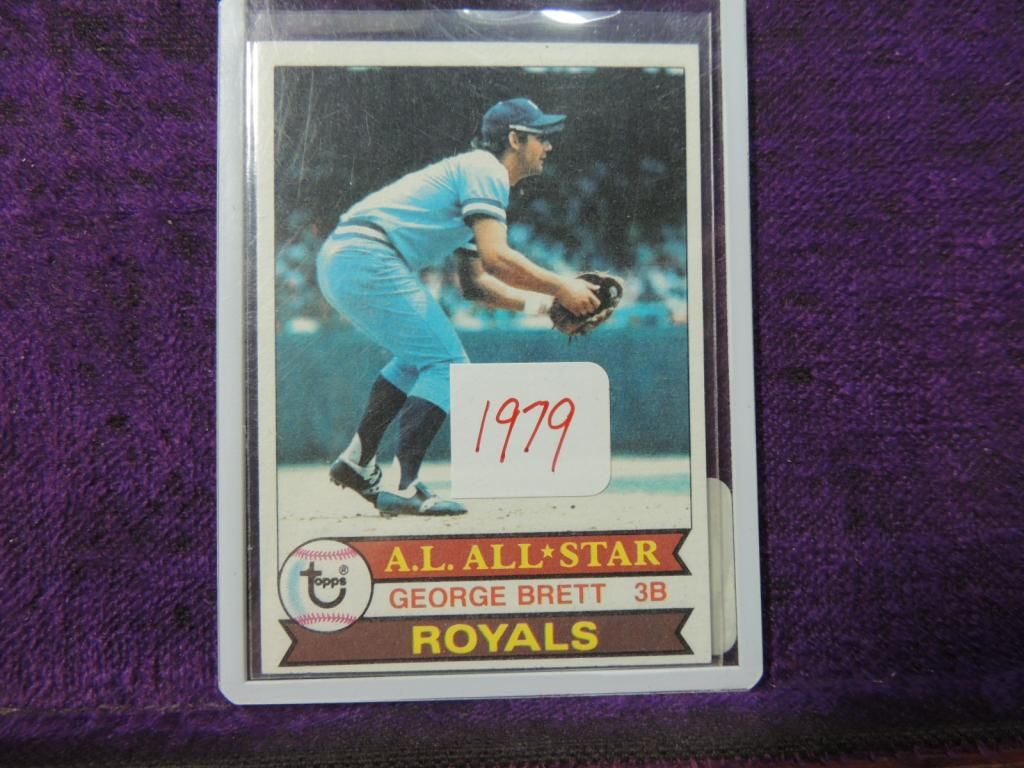 1979
A.L. ALL★STAR
topps®
GEORGE BRETT 3B
ROYALS